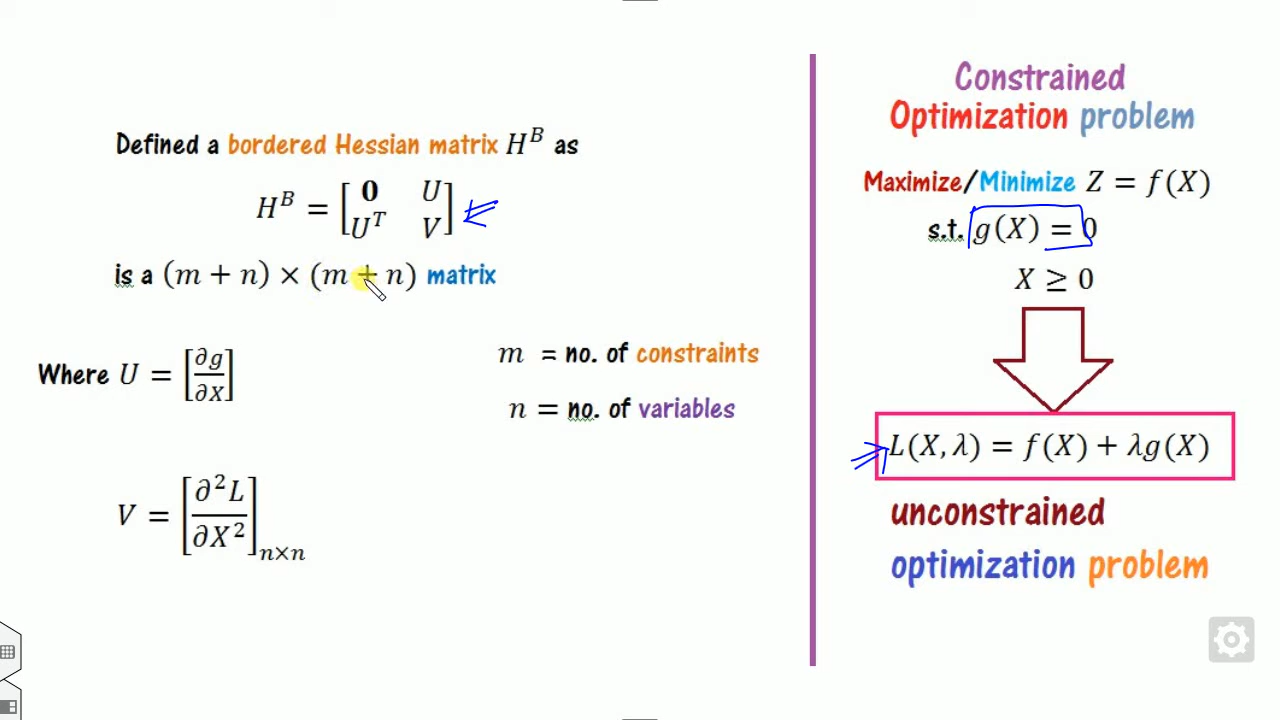 Defined a bordered Hessian matrix H^B as
H^B = [0 U
U^T V]
is a (m + n) × (m + n) matrix
Where U = [∂g/∂X]
m = no. of constraints
n = no. of variables
V = [∂²L/∂X²]n×n
Constrained
Optimization problem
Maximize/Minimize Z = f(X)
s.t. g(X) = 0
X ≥ 0
L(X, λ) = f(X) + λg(X)
unconstrained
optimization problem